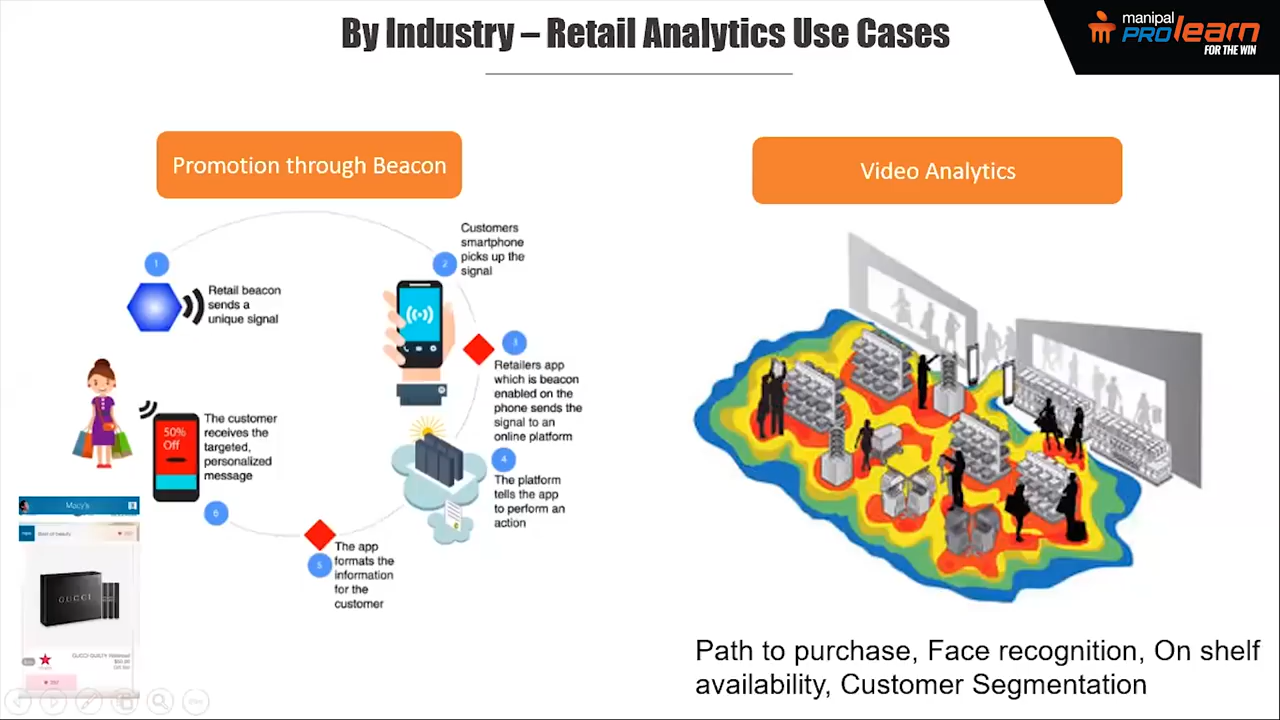 By Industry – Retail Analytics Use Cases
manipal
PROlearn
FOR THE WIN
Promotion through Beacon
1
Retail beacon
sends a
unique signal
2
Customers
smartphone
picks up the
signal
3
Retailers app
which is beacon
enabled on the
phone sends the
signal to an
online platform
4
The platform
tells the app
to perform an
action
5
The app
formats the
information
for the
customer
6
The customer
receives the
targeted,
personalized
message
50%
Off
Macy's
GUCCI
Video Analytics
Path to purchase, Face recognition, On shelf
availability, Customer Segmentation